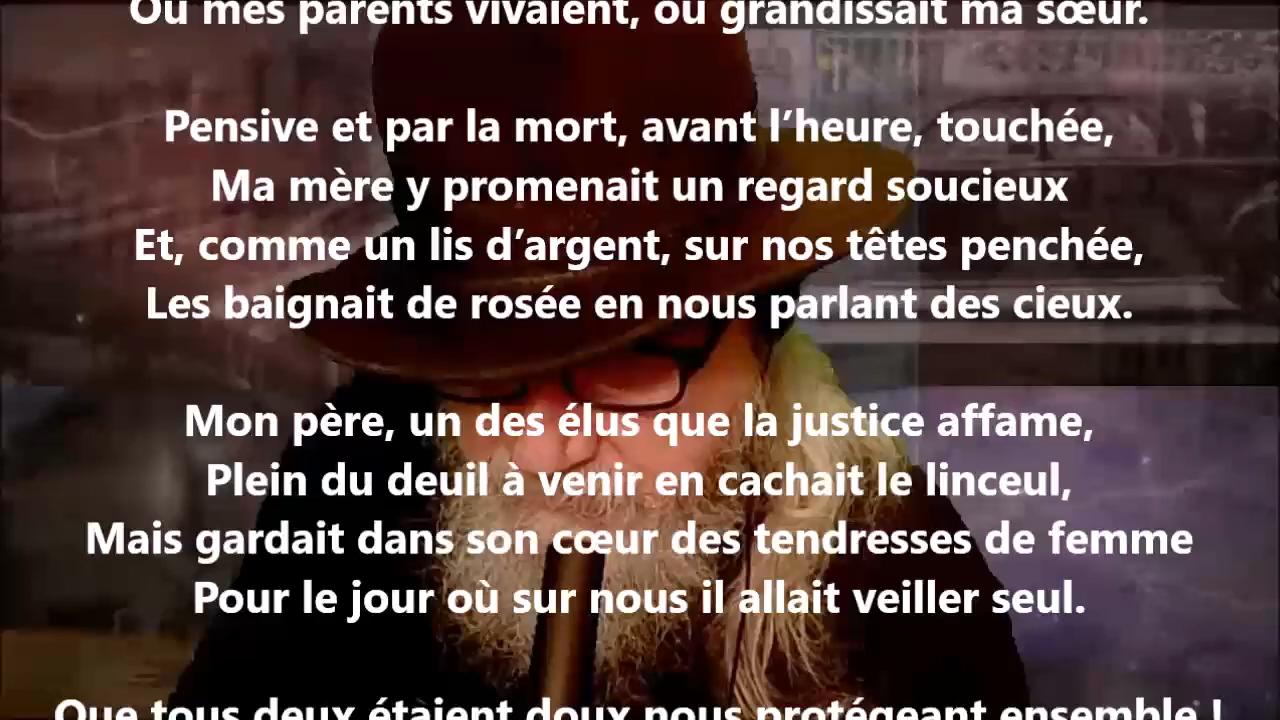 Où mes parents vivaient, où grandissait ma sœur.
Pensive et par la mort, avant l’heure, touchée,
Ma mère y promenait un regard soucieux
Et, comme un lis d’argent, sur nos têtes penchée,
Les baignait de rosée en nous parlant des cieux.
Mon père, un des élus que la justice affame,
Plein du deuil à venir en cachait le linceul,
Mais gardait dans son cœur des tendresses de femme
Pour le jour où sur nous il allait veiller seul.
Que tous deux étaient doux nous protégeant ensemble !